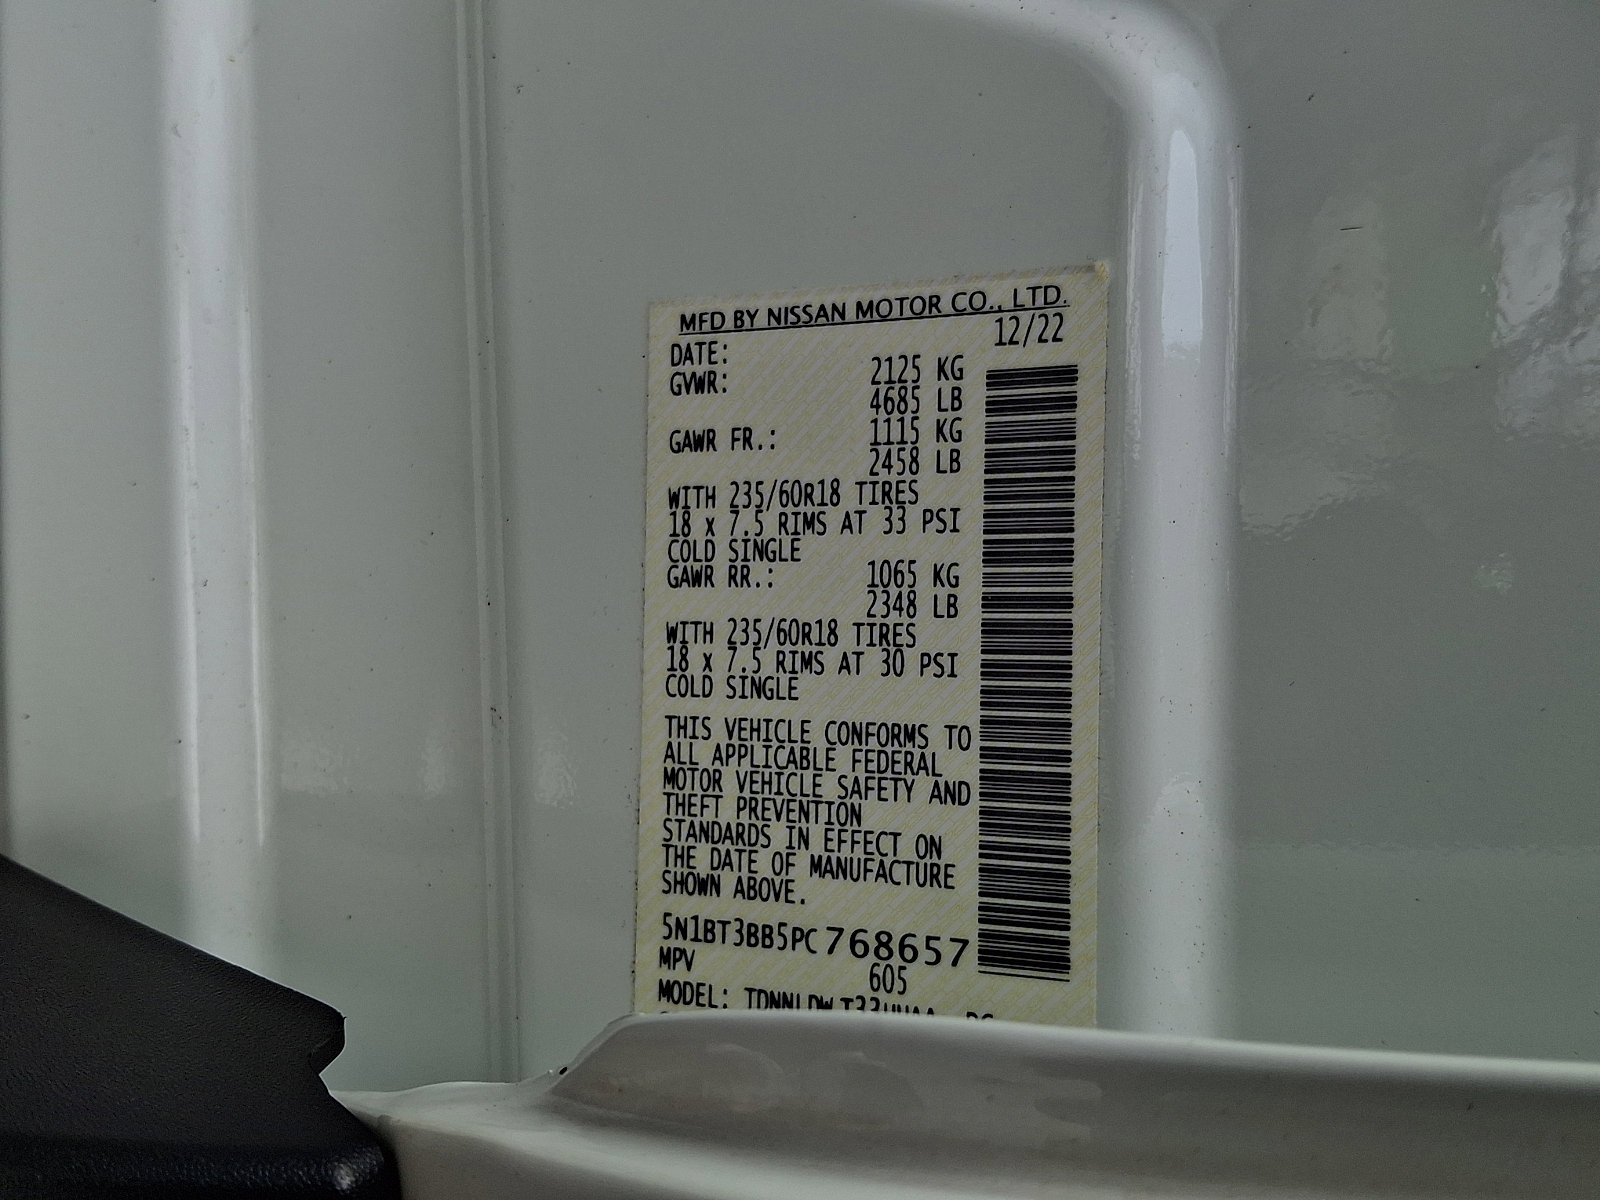 MFD BY NISSAN MOTOR CO., LTD.
DATE: 12/22
GVWR: 2125 KG
4685 LB
GAWR FR.: 1115 KG
2458 LB
WITH 235/60R18 TIRES
18 x 7.5 RIMS AT 33 PSI
COLD SINGLE
GAWR RR.: 1065 KG
2348 LB
WITH 235/60R18 TIRES
18 x 7.5 RIMS AT 30 PSI
COLD SINGLE
THIS VEHICLE CONFORMS TO
ALL APPLICABLE FEDERAL
MOTOR VEHICLE SAFETY AND
THEFT PREVENTION
STANDARDS IN EFFECT ON
THE DATE OF MANUFACTURE
SHOWN ABOVE.
5N1BT3BB5PC768657
MPV 605
MODEL: